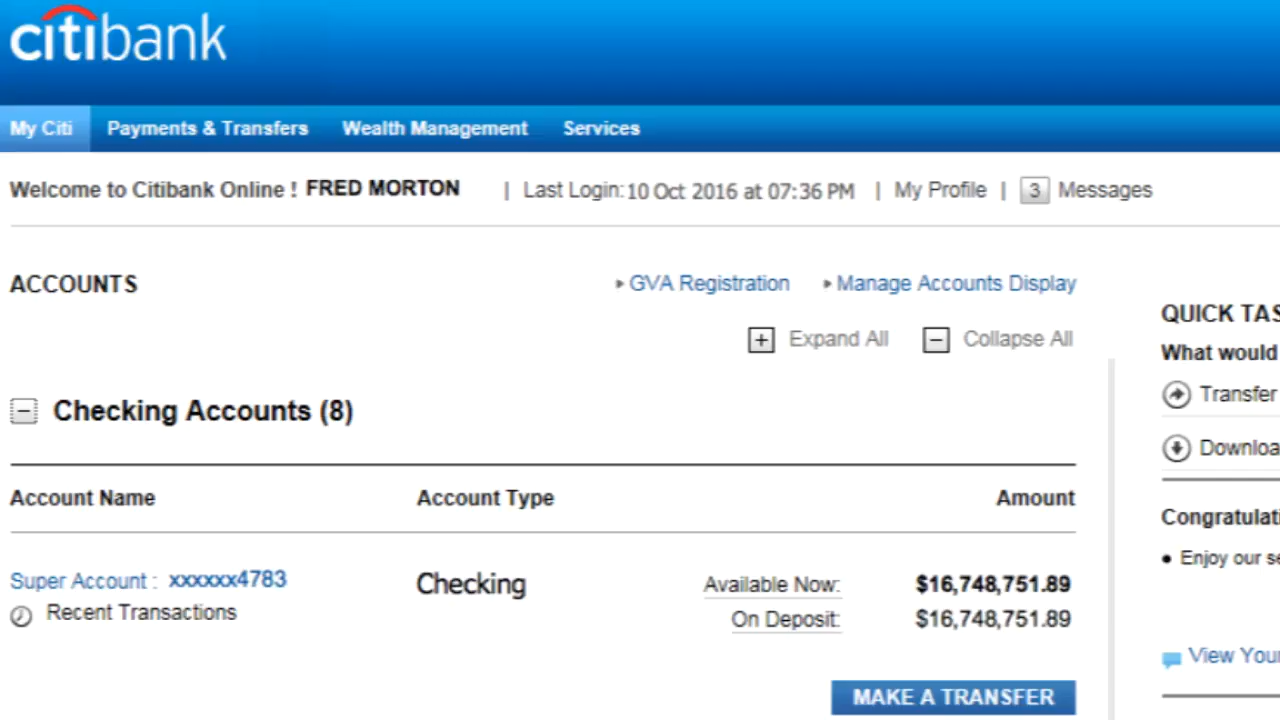 citibank
My Citi Payments & Transfers Wealth Management Services
Welcome to Citibank Online ! FRED MORTON | Last Login: 10 Oct 2016 at 07:36 PM | My Profile | 3 Messages
ACCOUNTS
GVA Registration Manage Accounts Display
Expand All Collapse All
Checking Accounts (8)
Account Name Account Type Amount
Super Account : xxxxxx4783 Checking Available Now: $16,748,751.89
Recent Transactions
On Deposit: $16,748,751.89
MAKE A TRANSFER
QUICK TAS
What would
Transfer
Downloa
Congratulati
• Enjoy our se
View Your